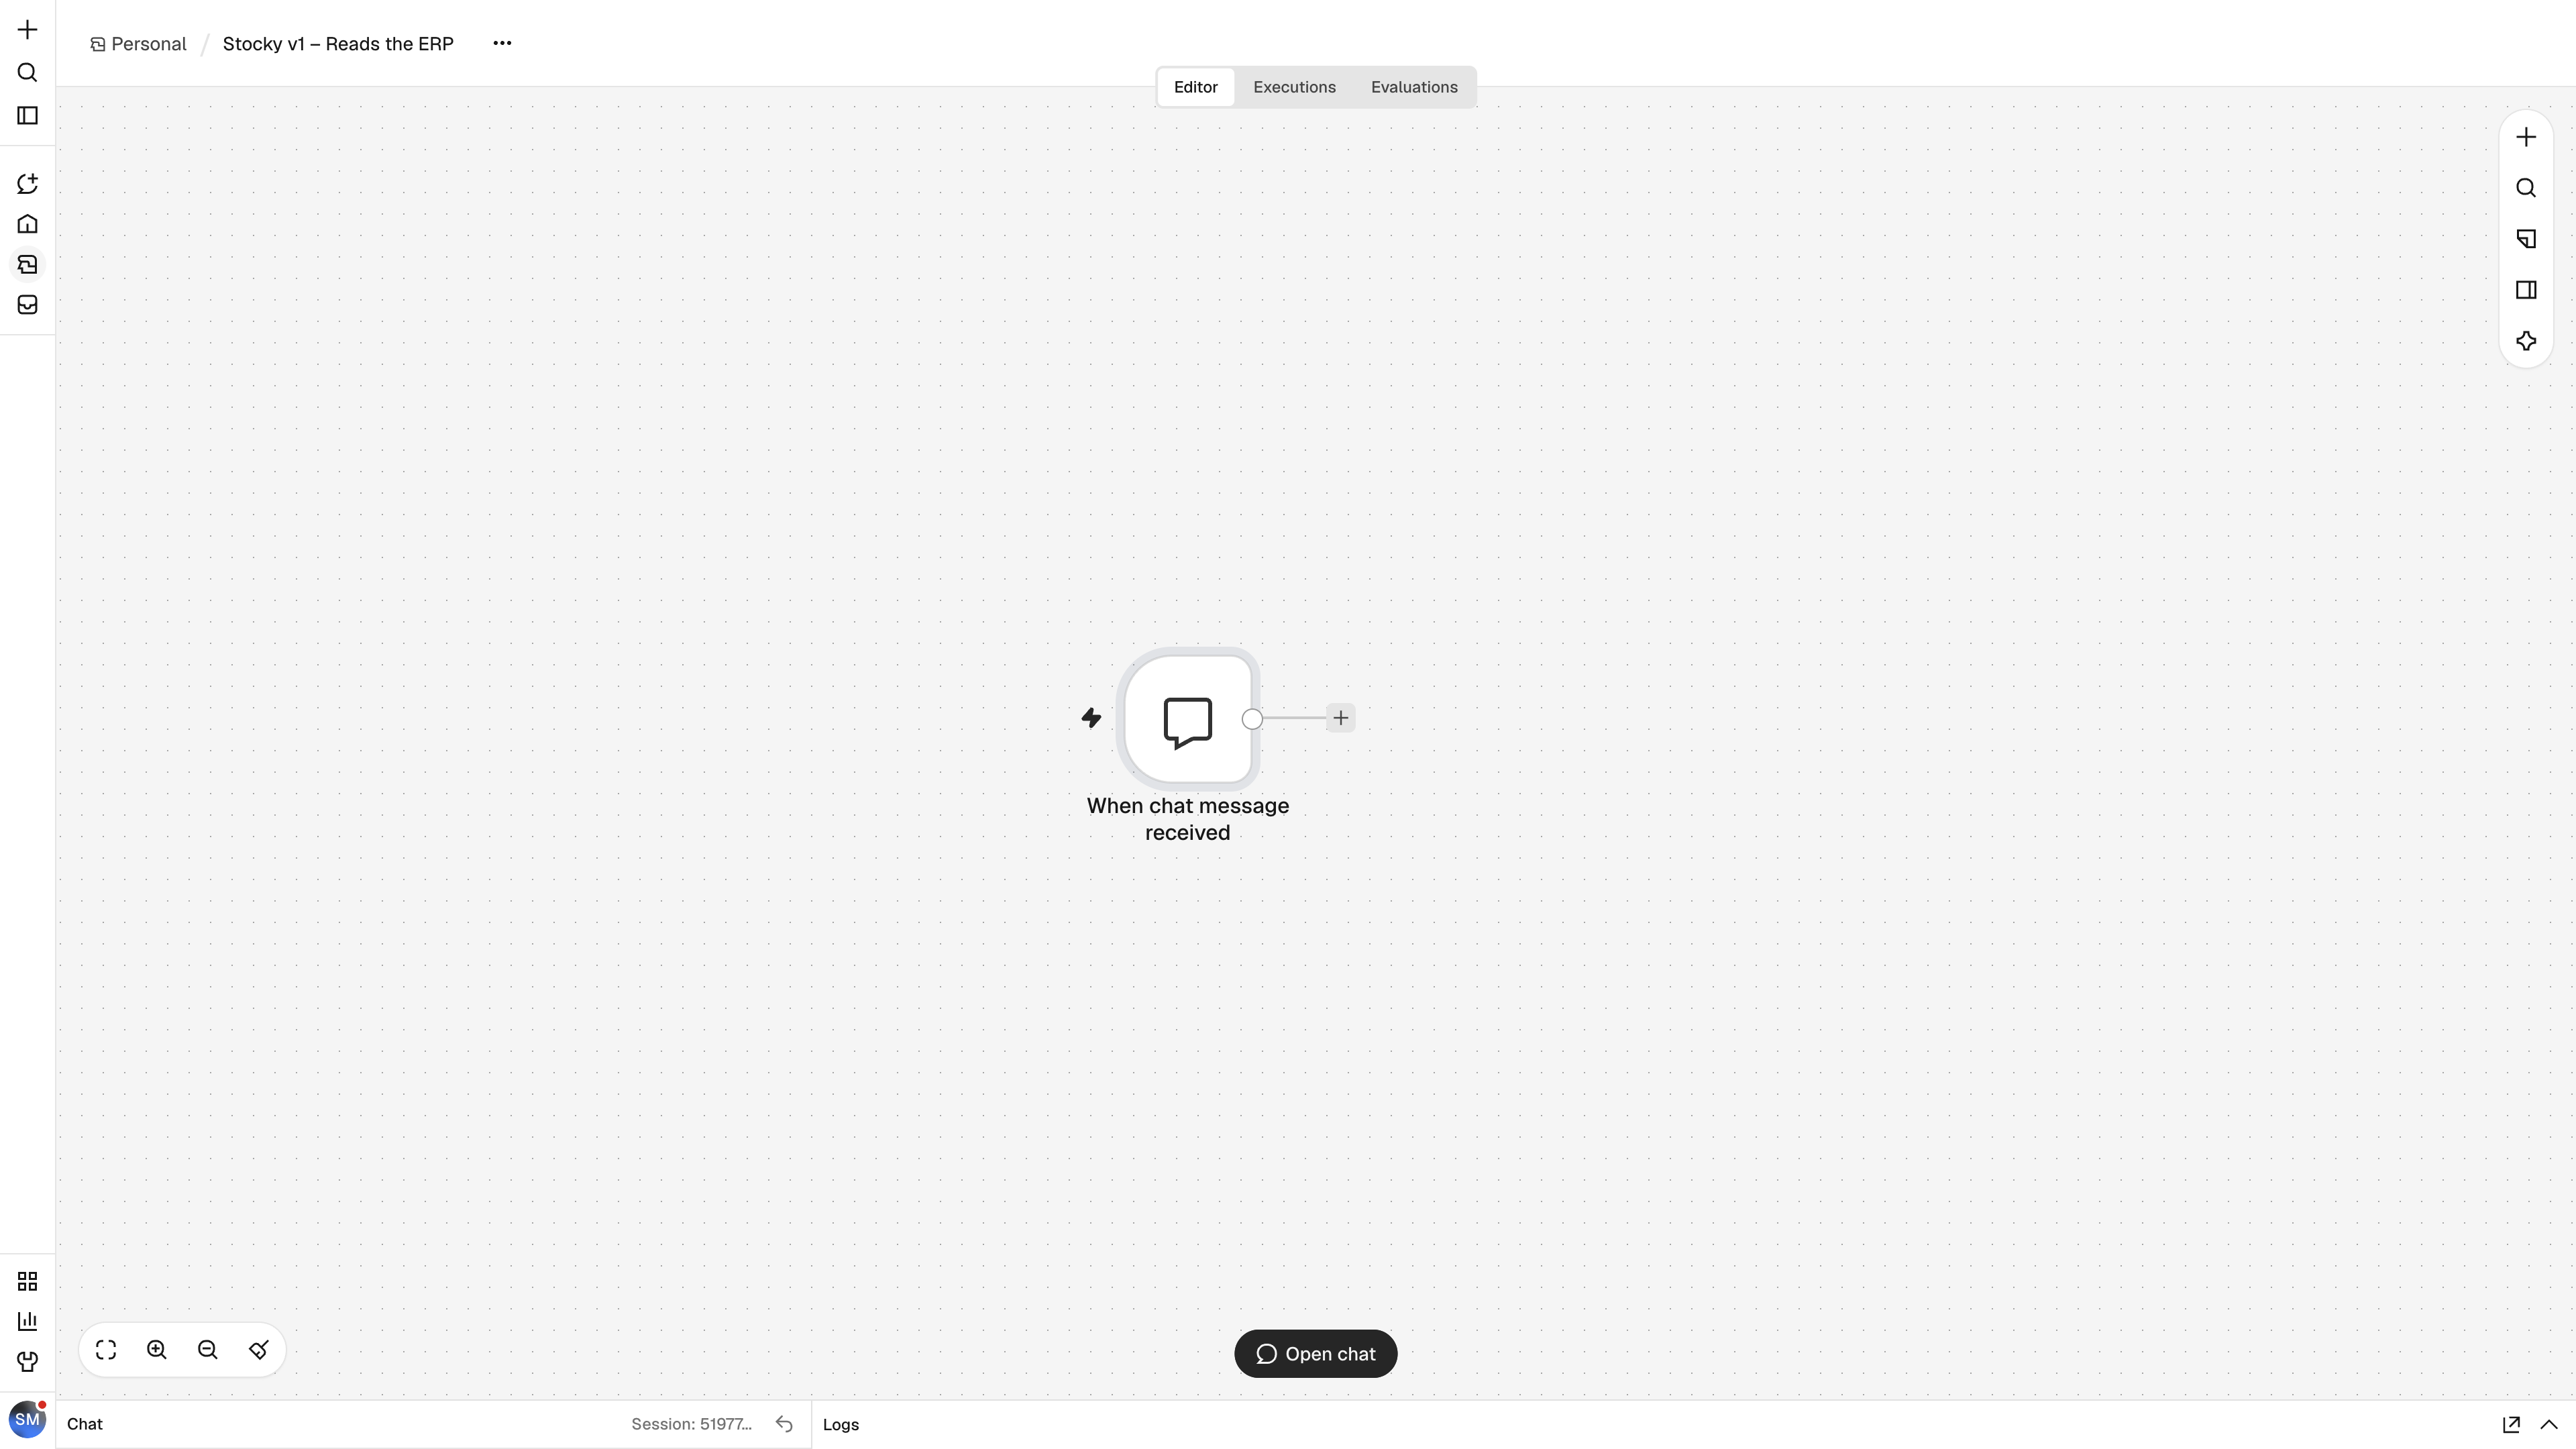 Personal / Stocky v1 – Reads the ERP
Editor Executions Evaluations
When chat message
received
Open chat
SM
Chat Session: 51977... Logs